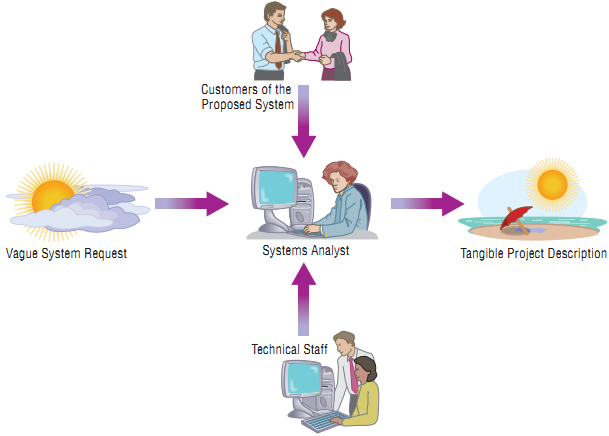 Customers of the
Proposed System
Vague System Request
Systems Analyst
Tangible Project Description
Technical Staff